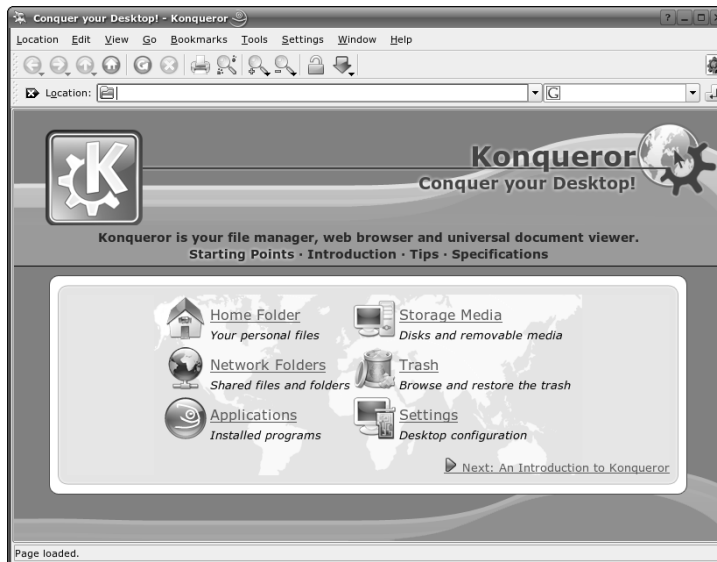 Conquer your Desktop! - Konqueror
Location Edit View Go Bookmarks Tools Settings Window Help
Location: G
K
Konqueror
Conquer your Desktop!
Konqueror is your file manager, web browser and universal document viewer.
Starting Points · Introduction · Tips · Specifications
Home Folder
Your personal files
Storage Media
Disks and removable media
Network Folders
Shared files and folders
Trash
Browse and restore the trash
Applications
Installed programs
Settings
Desktop configuration
Next: An Introduction to Konqueror
Page loaded.